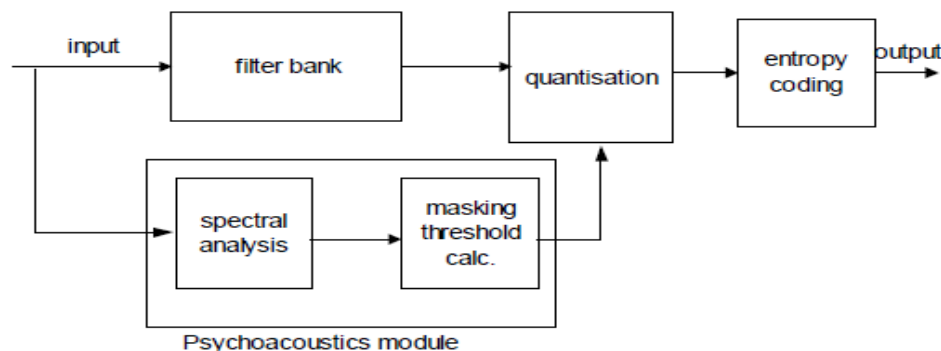 input
filter bank
quantisation
entropy
coding
output
spectral
analysis
masking
threshold
calc.
Psychoacoustics module